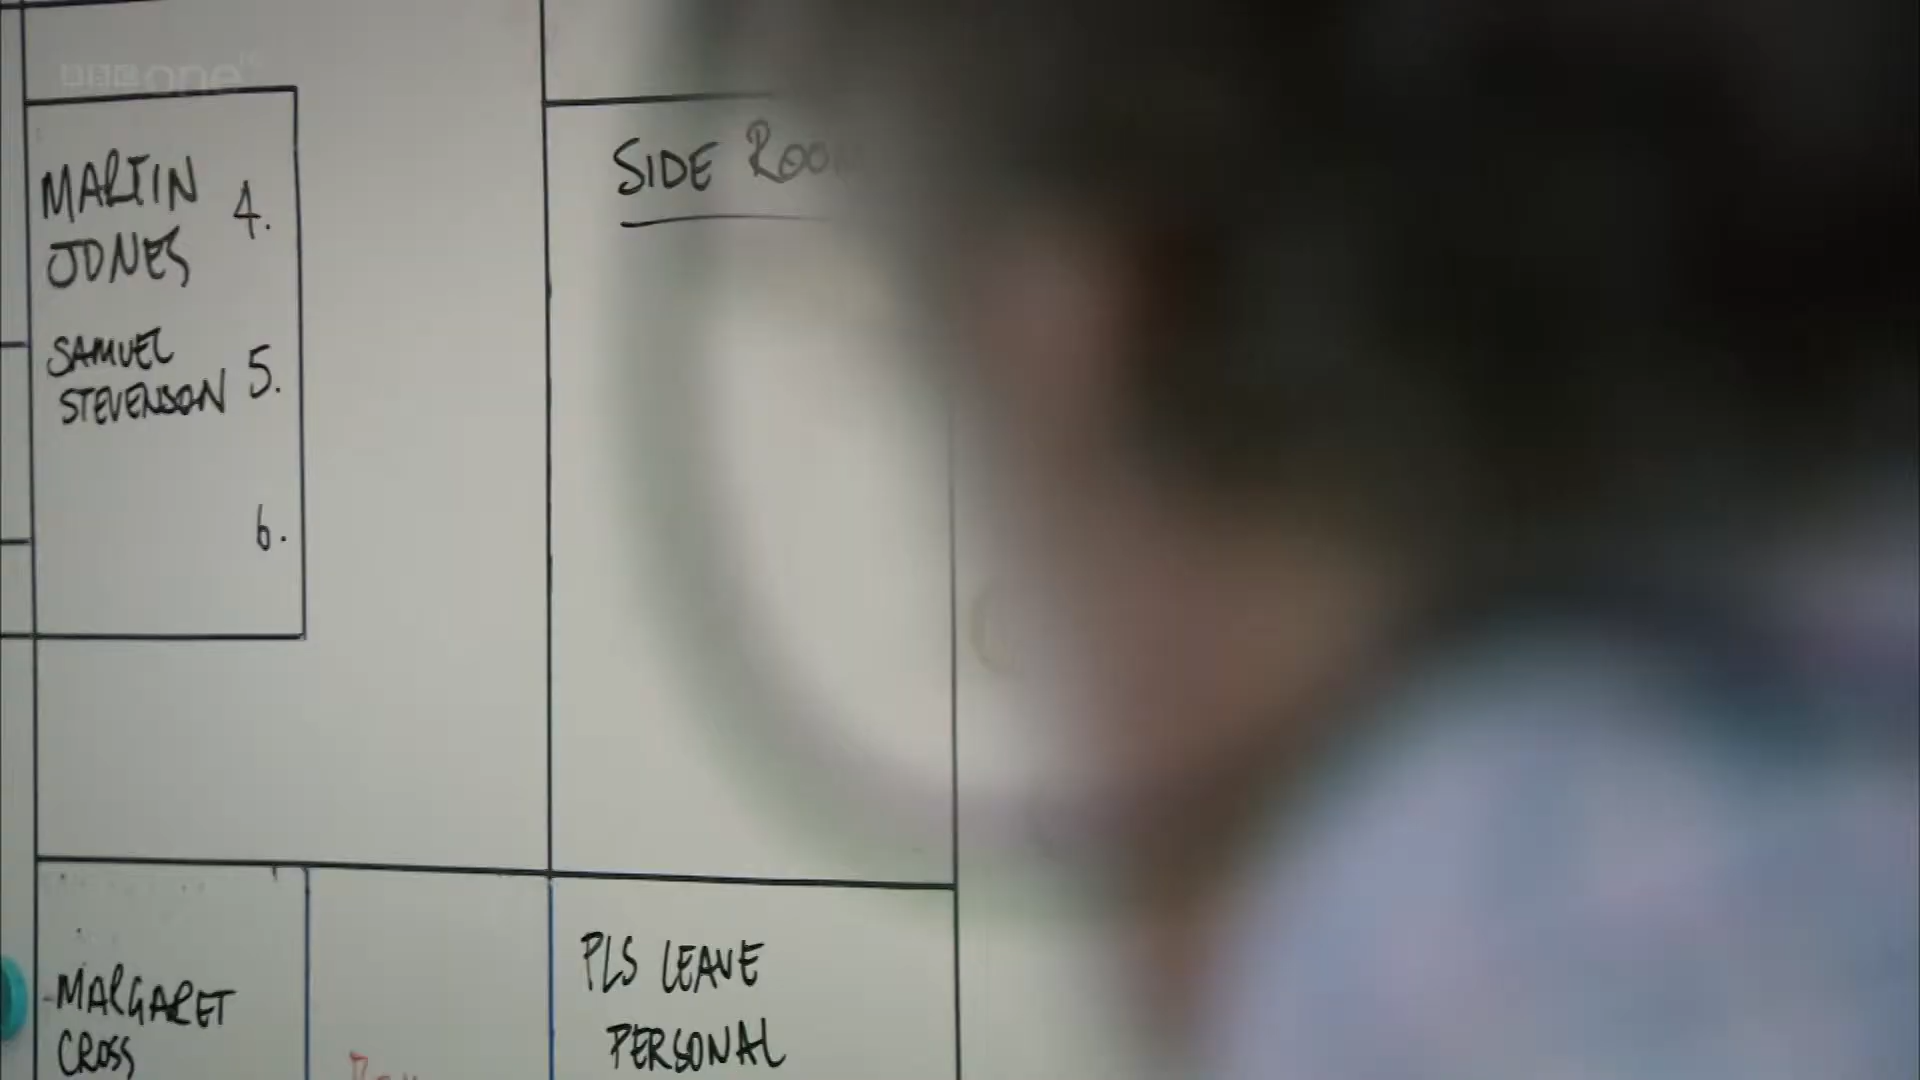 BBC one
MARTIN
JONES
4.
SAMUEL
STEVENSON
5.
6.
SIDE
MARGARET
CROSS
PLS LEAVE
PERSONAL